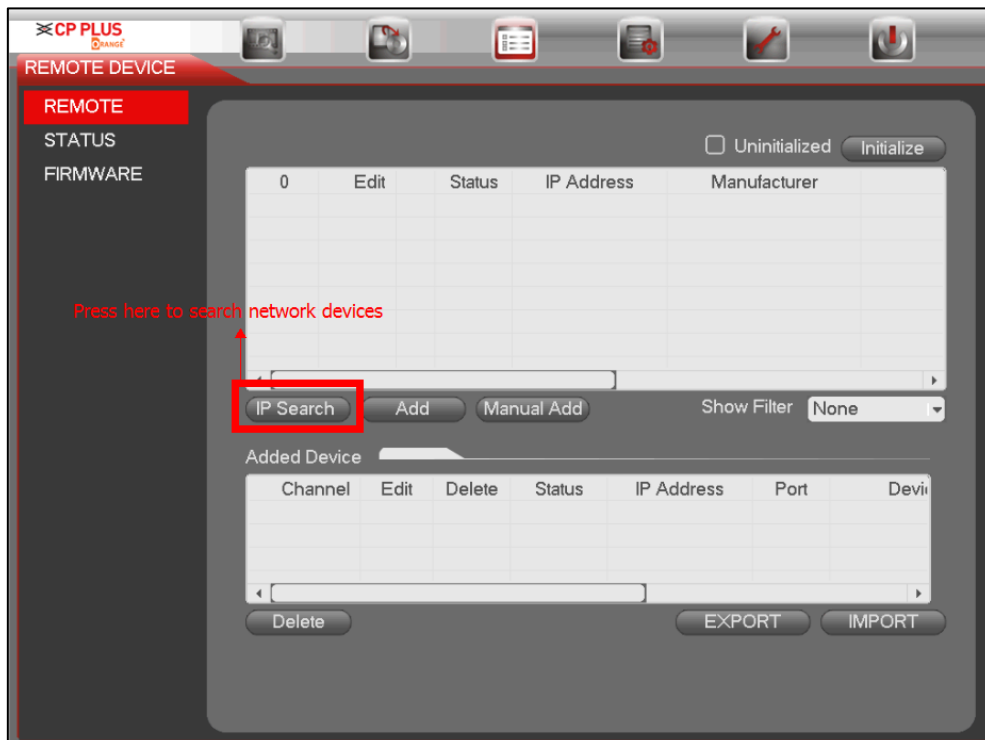 CP PLUS
ORANGE
REMOTE DEVICE
REMOTE
STATUS
FIRMWARE
Uninitialized Initialize
0 Edit Status IP Address Manufacturer
Press here to search network devices
IP Search Add Manual Add Show Filter None
Added Device
Channel Edit Delete Status IP Address Port Devi
Delete EXPORT IMPORT